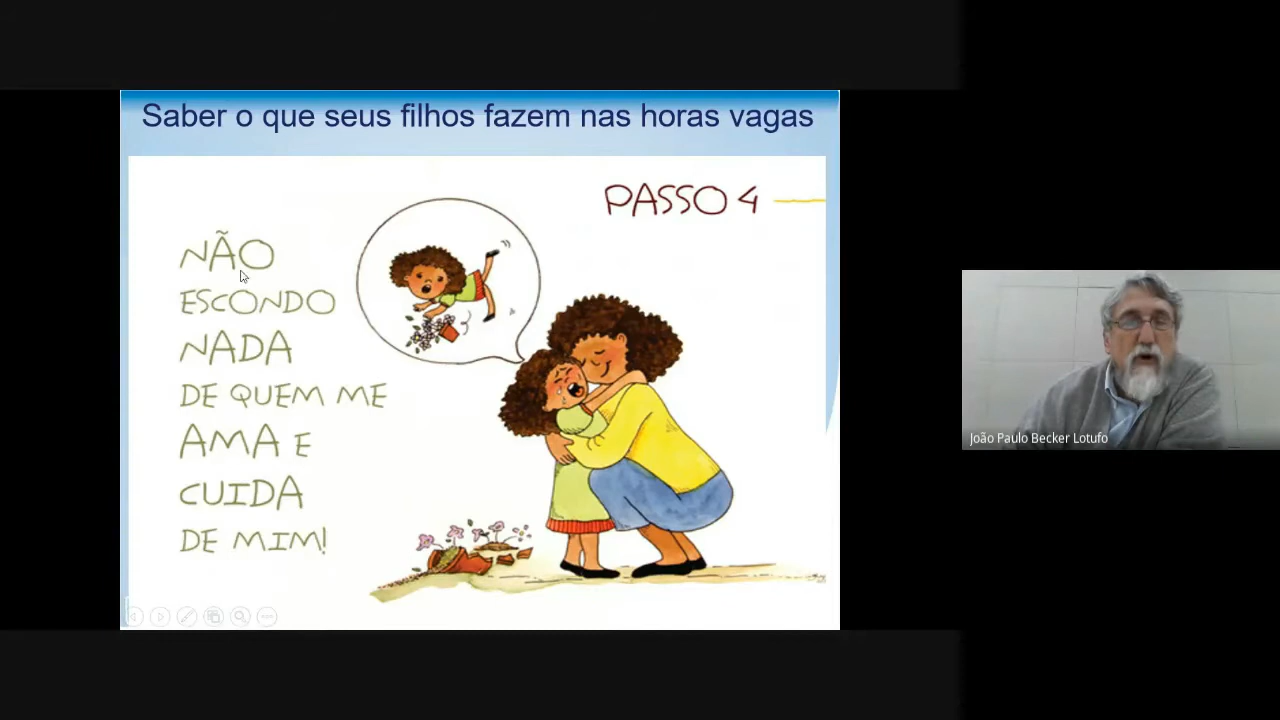 Saber o que seus filhos fazem nas horas vagas
PASSO 4
NÃO
ESCONDO
NADA
DE QUEM ME
AMA E
CUIDA
DE MIM!
João Paulo Becker Lotufo